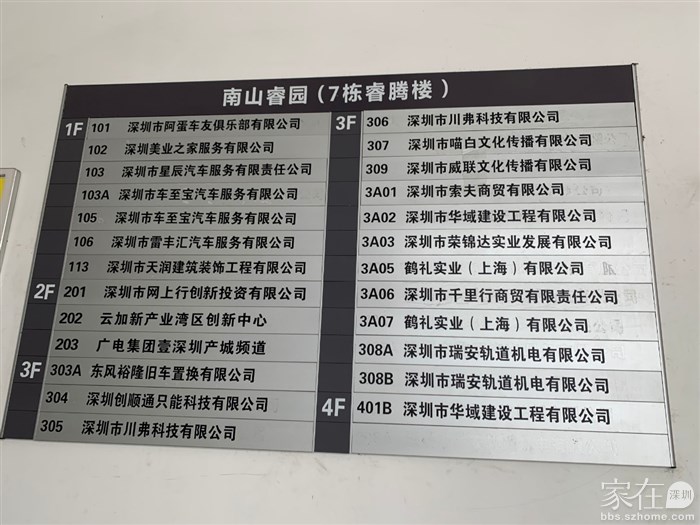 南山睿园（7栋睿腾楼）
1F 101 深圳市阿蛋车友俱乐部有限公司
102 深圳美业之家服务有限公司
103 深圳市星辰汽车服务有限责任公司
103A 深圳市车至宝汽车服务有限公司
105 深圳市车至宝汽车服务有限公司
106 深圳市雷丰汇汽车服务有限公司
113 深圳市天润建筑装饰工程有限公司
2F 201 深圳市网上行创新投资有限公司
202 云加新产业湾区创新中心
203 广电集团壹深圳产城频道
3F 303A 东风裕隆旧车置换有限公司
304 深圳创顺通只能科技有限公司
305 深圳市川弗科技有限公司
3F 306 深圳市川弗科技有限公司
307 深圳市喵白文化传播有限公司
309 深圳市威联文化传播有限公司
3A01 深圳市索夫商贸有限公司
3A02 深圳市华域建设工程有限公司
3A03 深圳市荣锦达实业发展有限公司
3A05 鹤礼实业（上海）有限公司
3A06 深圳市千里行商贸有限责任公司
3A07 鹤礼实业（上海）有限公司
308A 深圳市瑞安轨道机电有限公司
308B 深圳市瑞安轨道机电有限公司
4F 401B 深圳市华域建设工程有限公司
家在深圳
bbs.szhome.com